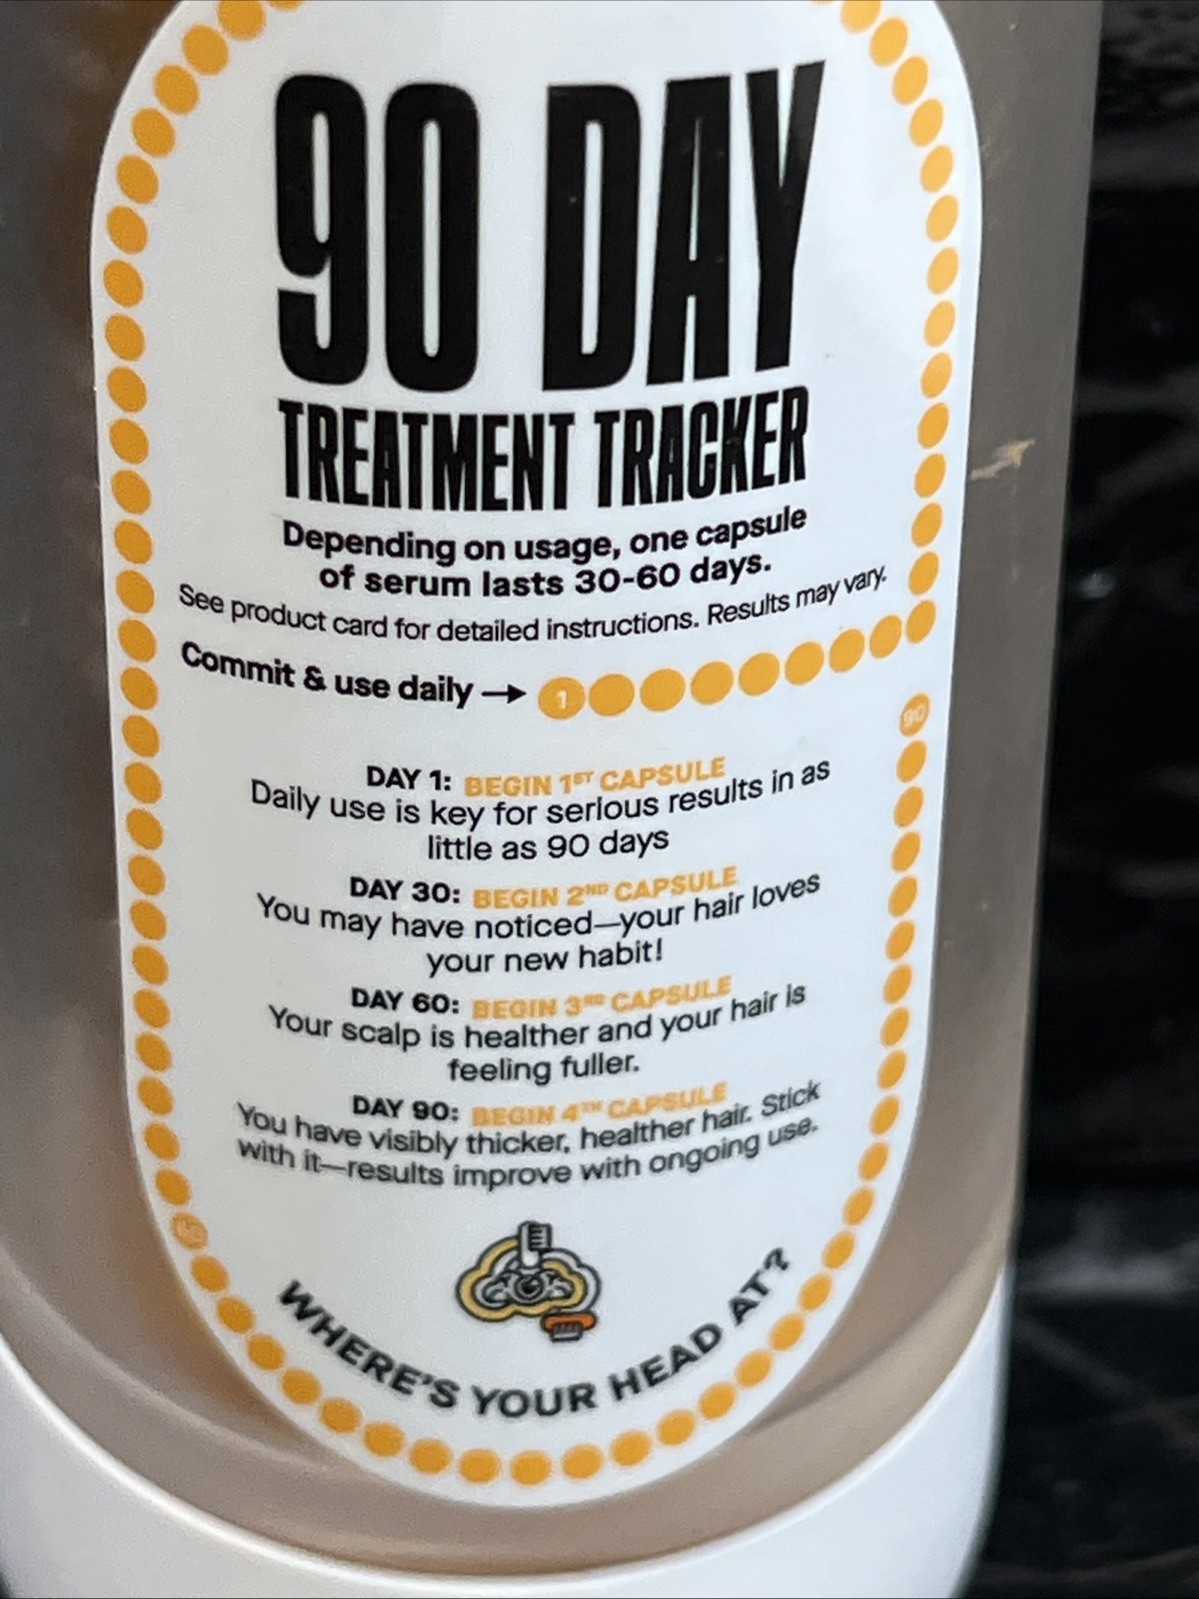 90 DAY
TREATMENT TRACKER
Depending on usage, one capsule
of serum lasts 30-60 days.
See product card for detailed instructions. Results may vary.
Commit & use daily → 1
90
DAY 1: BEGIN 1ST CAPSULE
Daily use is key for serious results in as
little as 90 days
DAY 30: BEGIN 2ND CAPSULE
You may have noticed—your hair loves
your new habit!
DAY 60: BEGIN 3RD CAPSULE
Your scalp is healther and your hair is
feeling fuller.
DAY 90: BEGIN 4TH CAPSULE
You have visibly thicker, healther hair. Stick
with it—results improve with ongoing use.
WHERE'S YOUR HEAD AT?